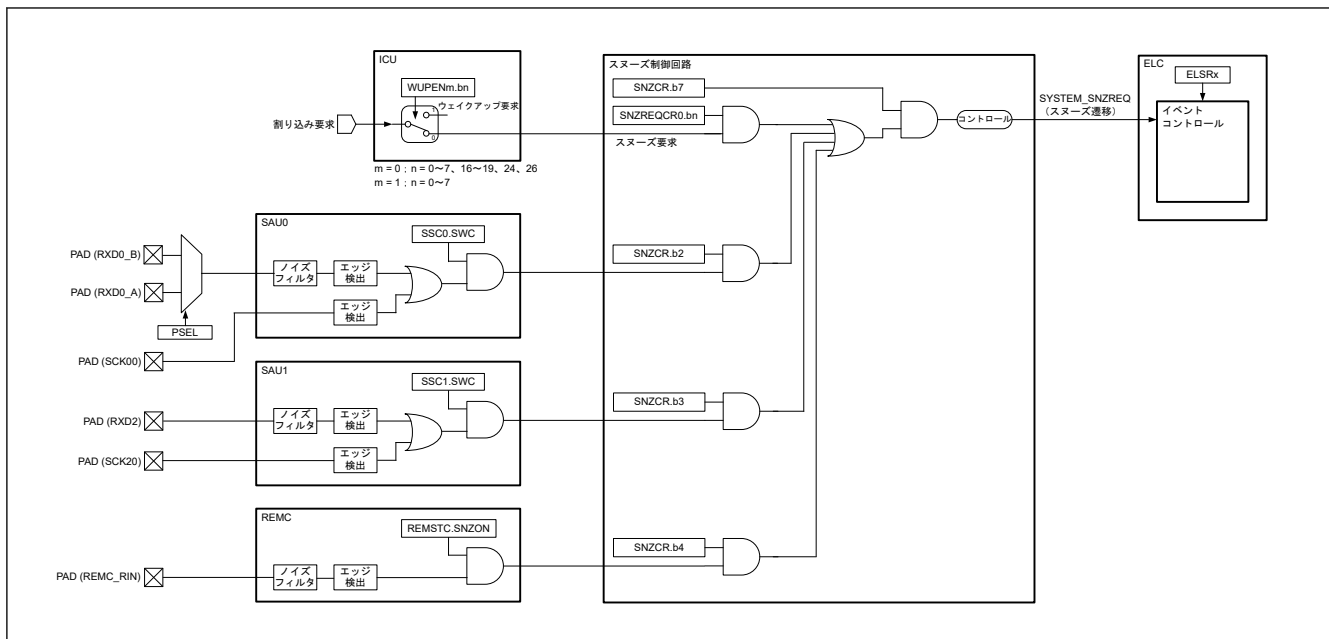 ICU
WUPENm.bn
ウェイクアップ要求
1
0
割り込み要求
m = 0 : n = 0〜7、16〜19、24、26
m = 1 : n = 0〜7
スヌーズ制御回路
SNZCR.b7
SNZREQCR0.bn
スヌーズ要求
コントロール
SYSTEM_SNZREQ
(スヌーズ遷移)
ELC
ELSRx
イベント
コントロール
SAU0
SSC0.SWC
PAD (RXD0_B)
PAD (RXD0_A)
PSEL
ノイズ
フィルタ
エッジ
検出
エッジ
検出
PAD (SCK00)
SNZCR.b2
SAU1
SSC1.SWC
PAD (RXD2)
ノイズ
フィルタ
エッジ
検出
PAD (SCK20)
エッジ
検出
SNZCR.b3
REMC
REMSTC.SNZON
PAD (REMC_RIN)
ノイズ
フィルタ
エッジ
検出
SNZCR.b4